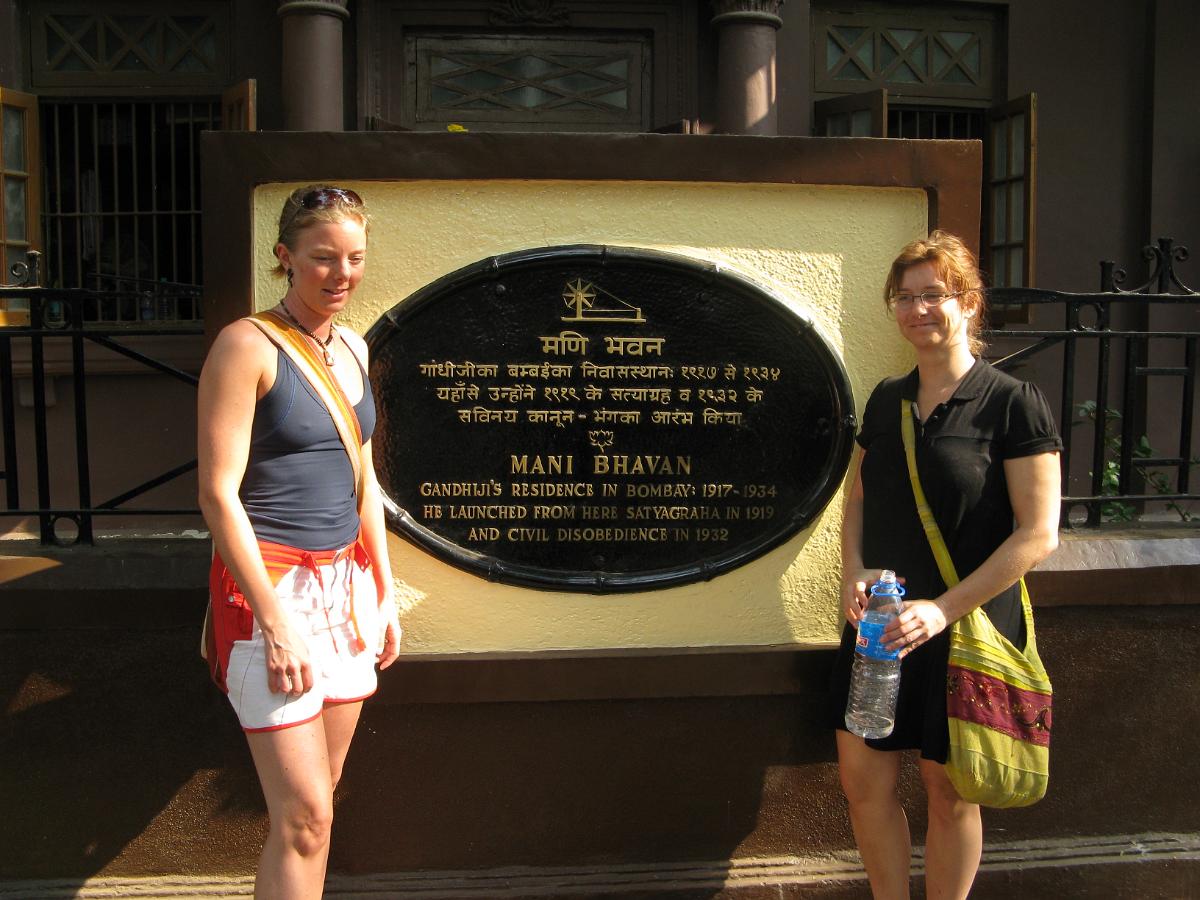 मणि भवन
गांधीजीका बम्बईका निवासस्थानः १९१७ से १९३४
यहाँसे उन्होंने १९१९ के सत्याग्रह व १९३२ के
सविनय कानून - भंगका आरंभ किया
MANI BHAVAN
GANDHIJI'S RESIDENCE IN BOMBAY: 1917-1934
HE LAUNCHED FROM HERE SATYAGRAHA IN 1919
AND CIVIL DISOBEDIENCE IN 1932